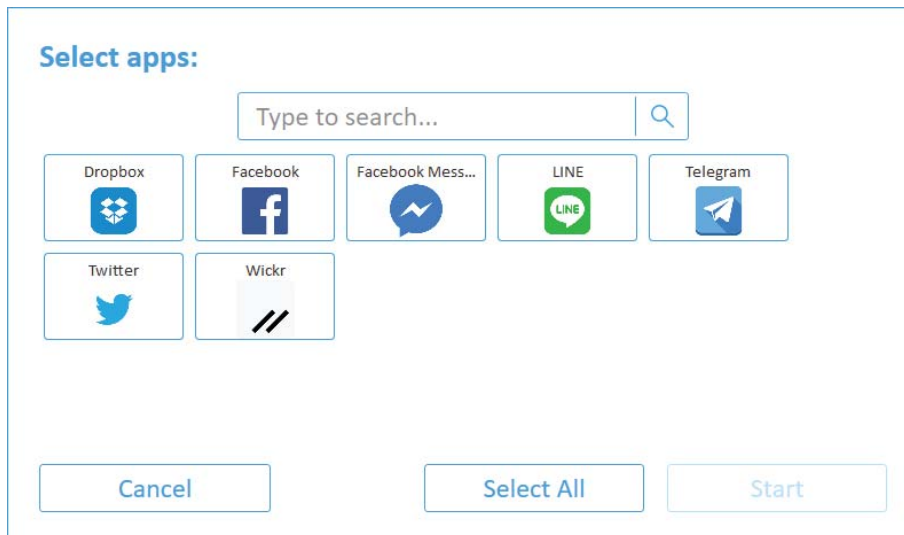 Select apps:
Type to search...
Dropbox
Facebook
Facebook Mess...
LINE
Telegram
LINE
Twitter
Wickr
Cancel
Select All
Start